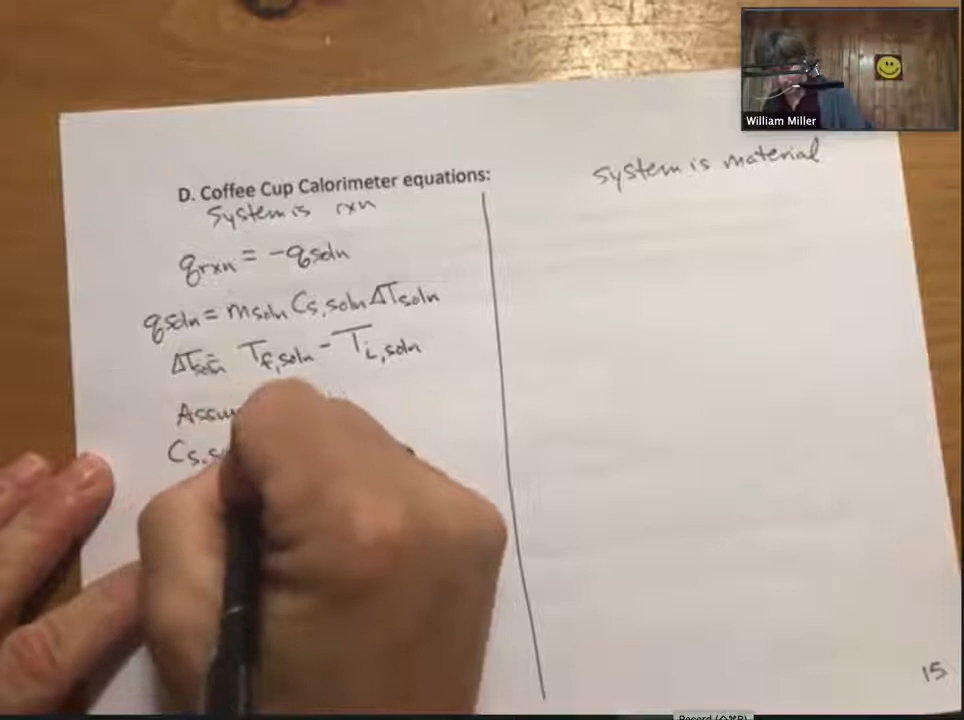 William Miller
D. Coffee Cup Calorimeter equations:
system is material
System is rxn
qrxn = -qsoln
qsoln = msoln Cs,soln ΔTsoln
ΔTsoln = Tf,soln - Ti,soln
15